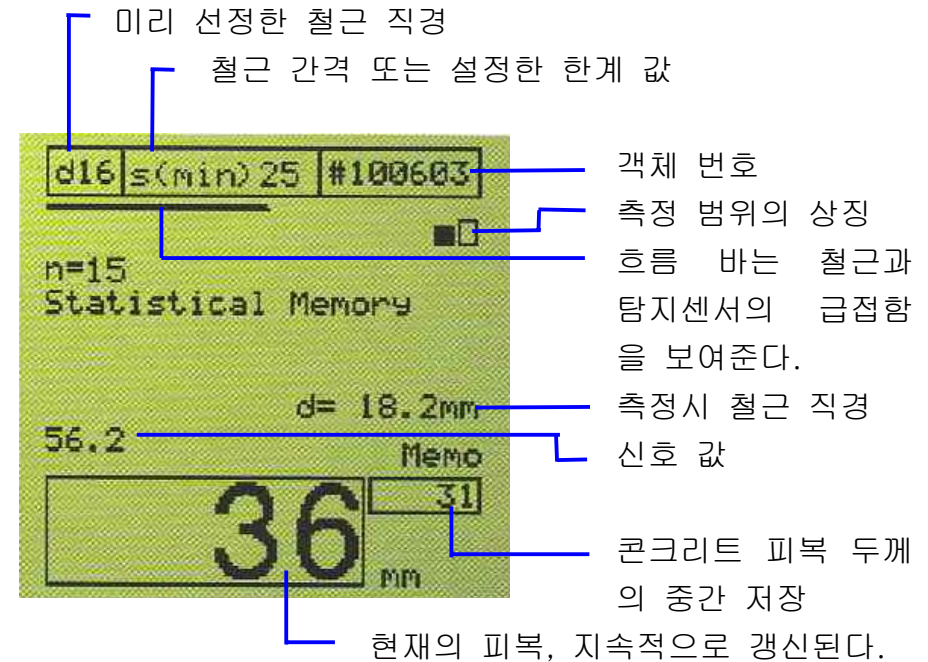 미리 선정한 철근 직경
철근 간격 또는 설정한 한계 값
d16 s(min) 25 #100603
객체 번호
측정 범위의 상징
n=15
Statistical Memory
흐름 바는 철근과
탐지센서의 급접함
을 보여준다.
d= 18.2mm
측정시 철근 직경
56.2
Memo
신호 값
36 mm
31
콘크리트 피복 두께
의 중간 저장
현재의 피복, 지속적으로 갱신된다.